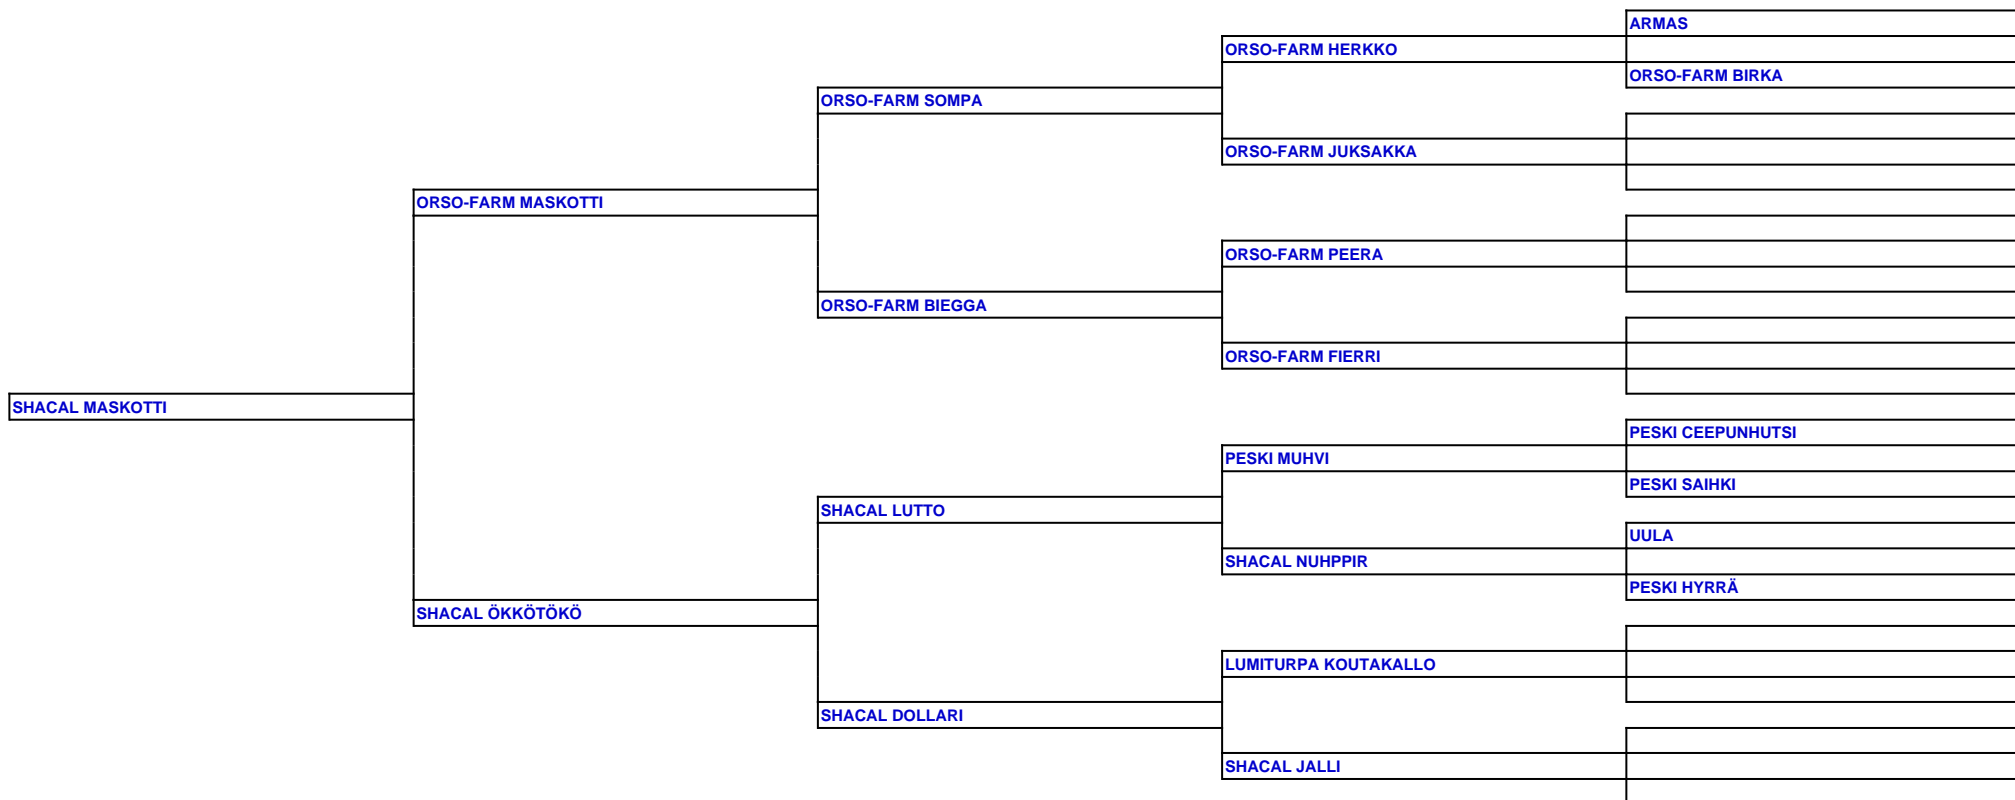 ARMAS
ORSO-FARM HERKKO
ORSO-FARM BIRKA
ORSO-FARM SOMPA
ORSO-FARM JUKSAKKA
ORSO-FARM MASKOTTI
ORSO-FARM PEERA
ORSO-FARM BIEGGA
ORSO-FARM FIERRI
SHACAL MASKOTTI
PESKI CEEPUNHUTSI
PESKI MUHVI
PESKI SAIHKI
SHACAL LUTTO
UULA
SHACAL NUHPPIR
PESKI HYRRÄ
SHACAL ÖKKÖTÖKÖ
LUMITURPA KOUTAKALLO
SHACAL DOLLARI
SHACAL JALLI